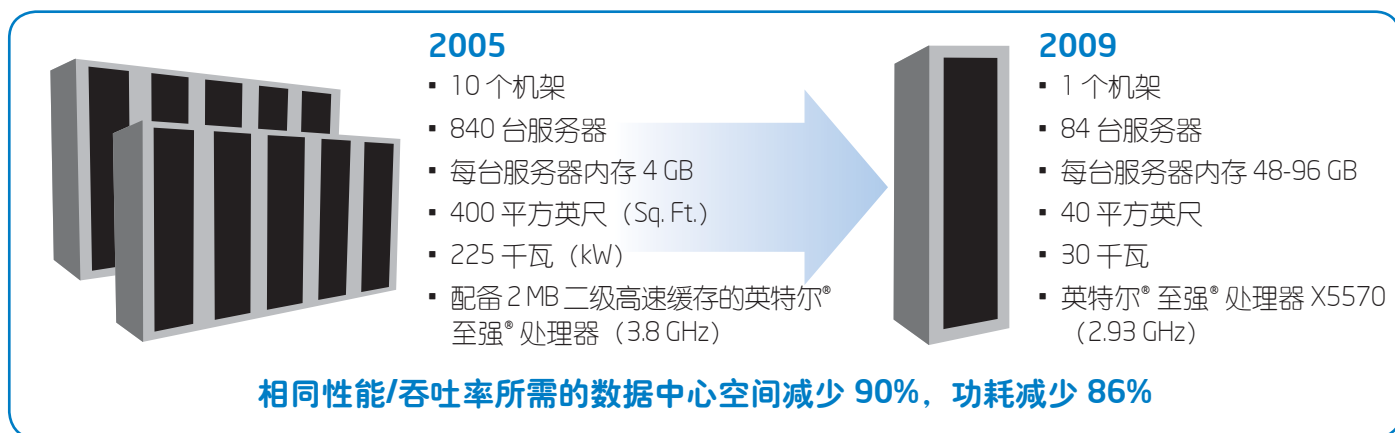 2005
▪ 10 个机架
▪ 840 台服务器
▪ 每台服务器内存 4 GB
▪ 400 平方英尺（Sq. Ft.）
▪ 225 千瓦（kW）
▪ 配备 2 MB 二级高速缓存的英特尔®
至强® 处理器（3.8 GHz）
2009
▪ 1 个机架
▪ 84 台服务器
▪ 每台服务器内存 48-96 GB
▪ 40 平方英尺
▪ 30 千瓦
▪ 英特尔® 至强® 处理器 X5570
（2.93 GHz）
相同性能/吞吐率所需的数据中心空间减少 90%，功耗减少 86%